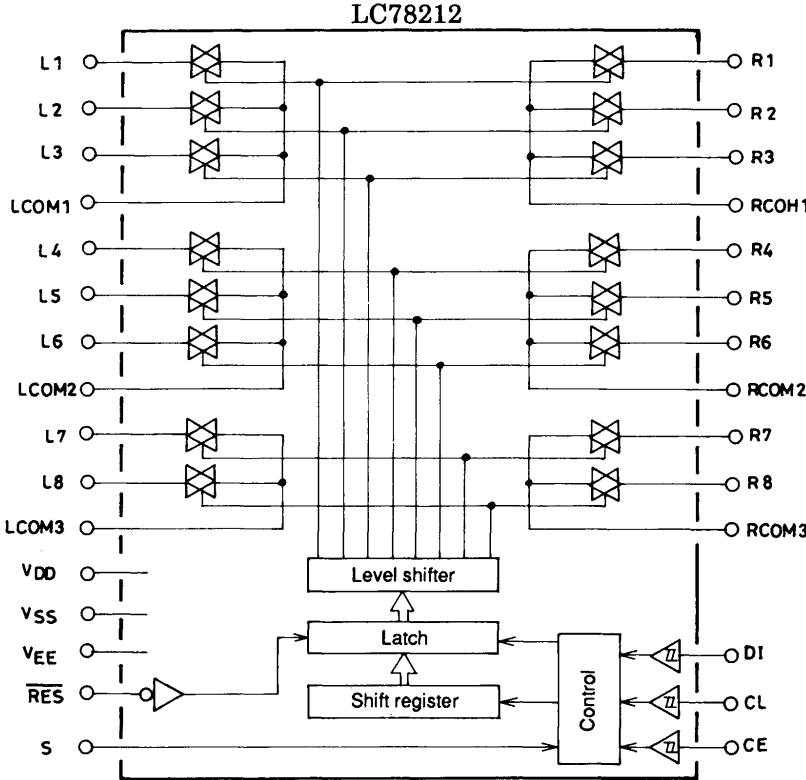 LC78212
L1
R1
L2
R2
L3
R3
LCOM1
RCOH1
L4
R4
L5
R5
L6
R6
LCOM2
RCOM2
L7
R7
L8
R8
LCOM3
RCOM3
VDD
Level shifter
VSS
Latch
VEE
DI
RES
Shift register
Control
CL
S
CE